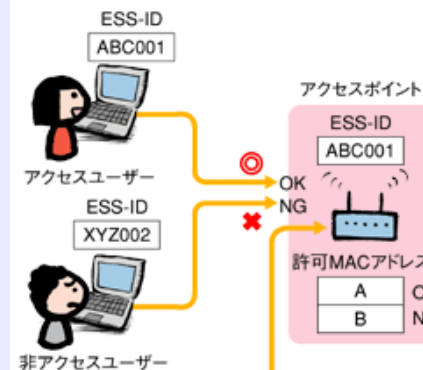 ESS-ID
ABC001
アクセスユーザー
ESS-ID
XYZ002
非アクセスユーザー
OK
NG
アクセスポイント
ESS-ID
ABC001
許可MACアドレス
A
B
N